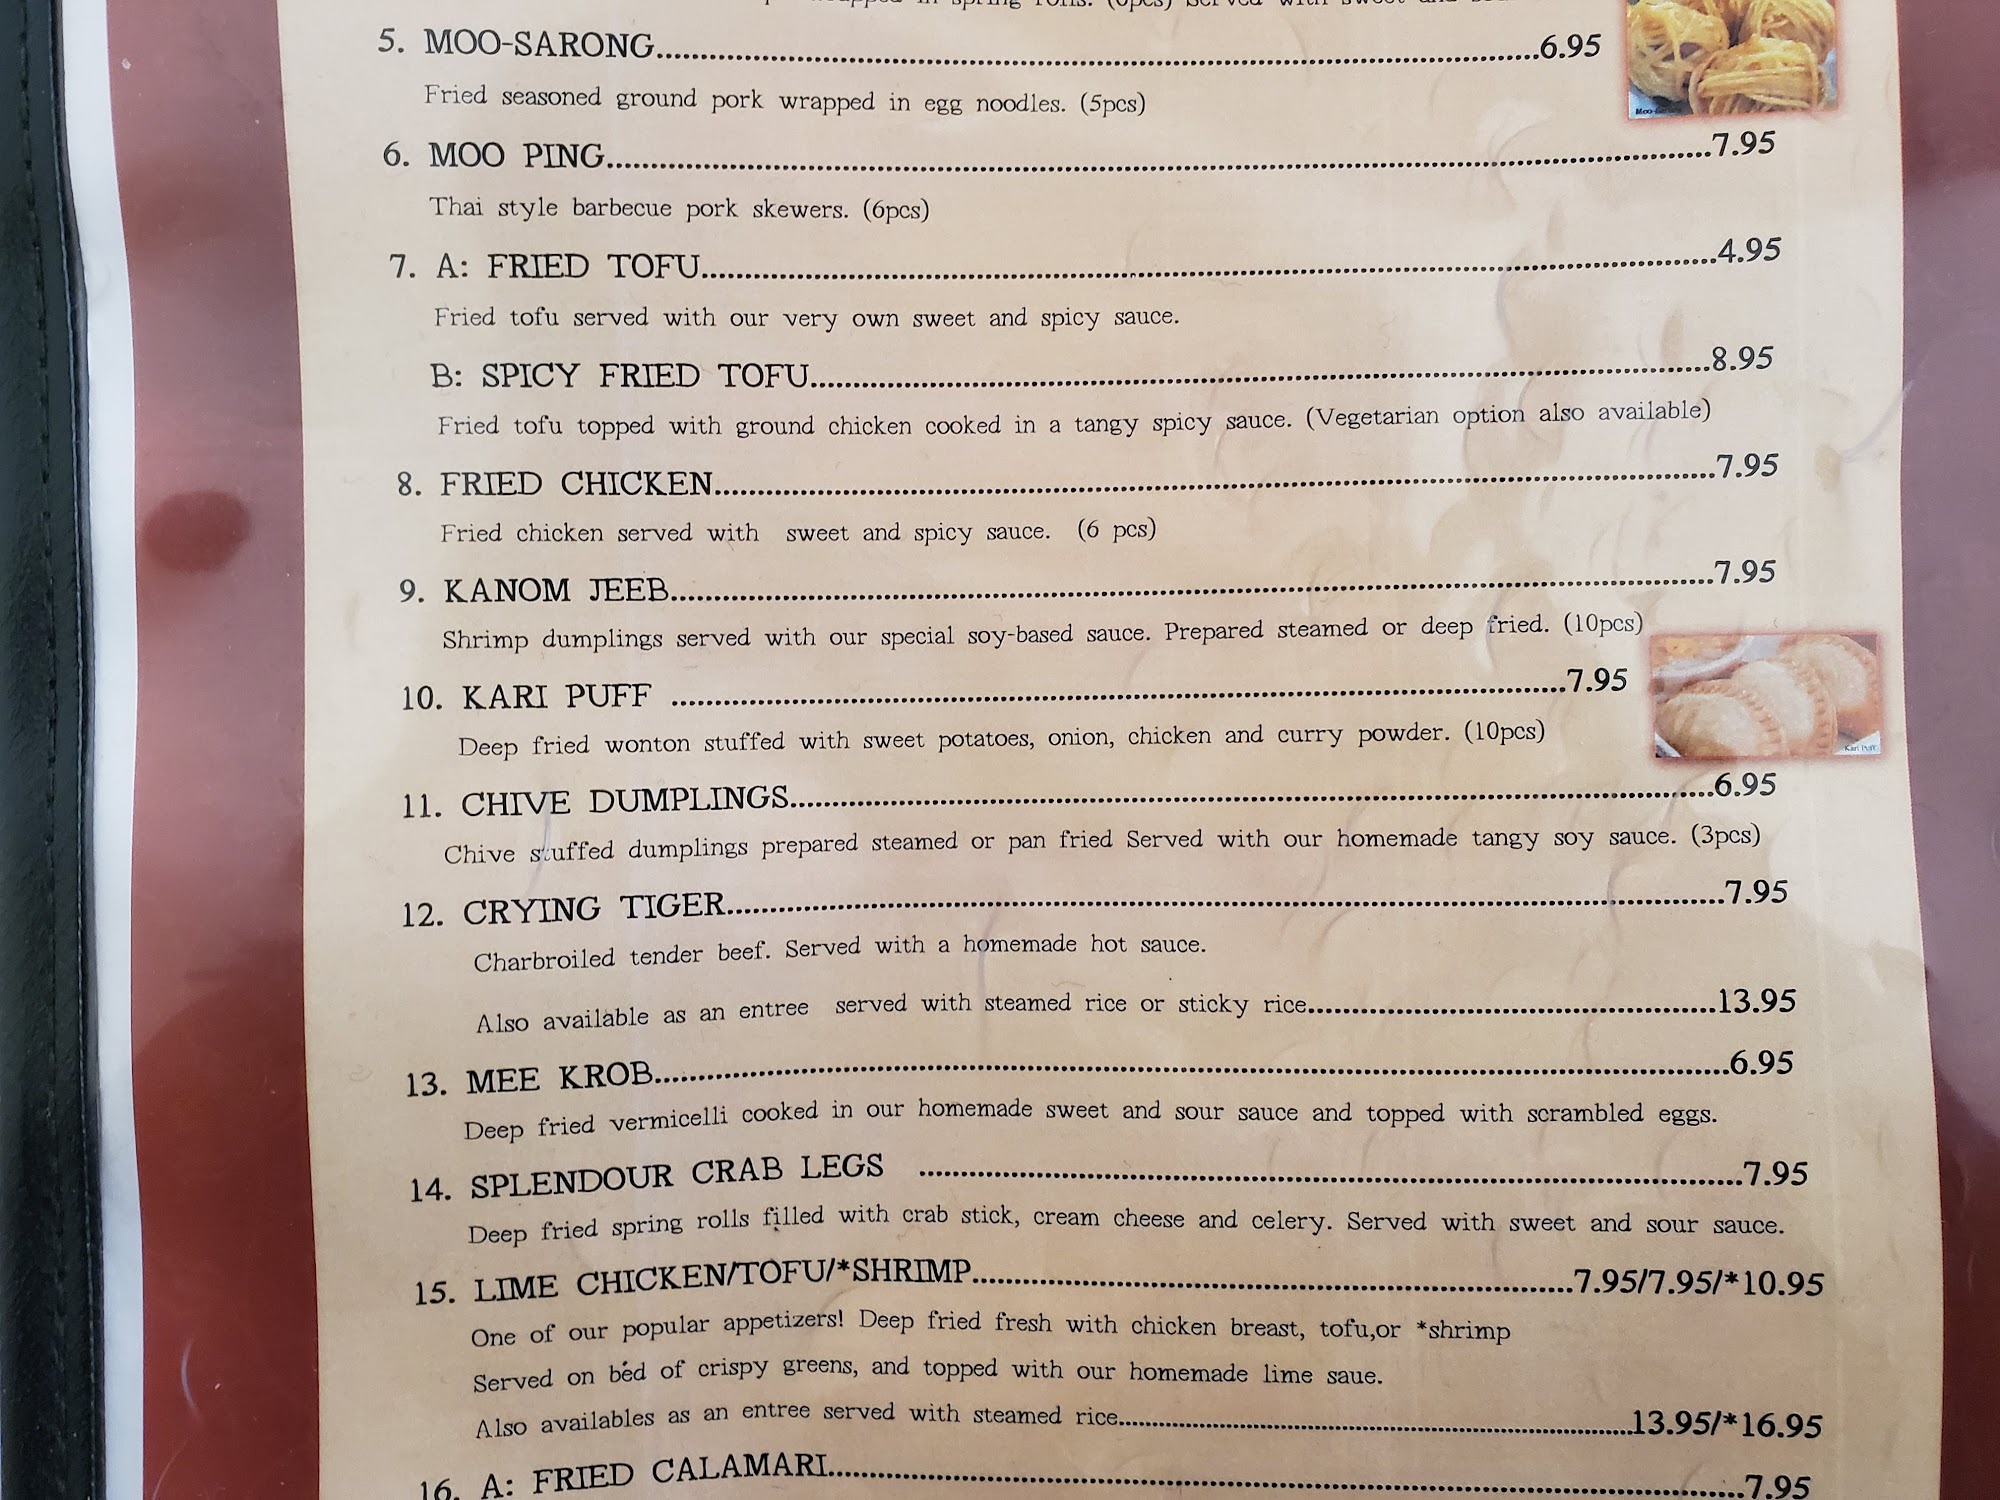 wrapped in spring rolls. (6pcs) Served with sweet and
5. MOO-SARONG..........6.95
Fried seasoned ground pork wrapped in egg noodles. (5pcs)
6. MOO PING..........7.95
Thai style barbecue pork skewers. (6pcs)
7. A: FRIED TOFU..........4.95
Fried tofu served with our very own sweet and spicy sauce.
B: SPICY FRIED TOFU..........8.95
Fried tofu topped with ground chicken cooked in a tangy spicy sauce. (Vegetarian option also available)
8. FRIED CHICKEN..........7.95
Fried chicken served with sweet and spicy sauce. (6 pcs)
9. KANOM JEEB..........7.95
Shrimp dumplings served with our special soy-based sauce. Prepared steamed or deep fried. (10pcs)
10. KARI PUFF ..........7.95
Deep fried wonton stuffed with sweet potatoes, onion, chicken and curry powder. (10pcs)
Kari Puff
11. CHIVE DUMPLINGS..........6.95
Chive stuffed dumplings prepared steamed or pan fried Served with our homemade tangy soy sauce. (3pcs)
12. CRYING TIGER..........7.95
Charbroiled tender beef. Served with a homemade hot sauce.
Also available as an entree served with steamed rice or sticky rice..........13.95
13. MEE KROB..........6.95
Deep fried vermicelli cooked in our homemade sweet and sour sauce and topped with scrambled eggs.
14. SPLENDOUR CRAB LEGS ..........7.95
Deep fried spring rolls filled with crab stick, cream cheese and celery. Served with sweet and sour sauce.
15. LIME CHICKEN/TOFU/*SHRIMP..........7.95/7.95/*10.95
One of our popular appetizers! Deep fried fresh with chicken breast, tofu,or *shrimp
Served on bed of crispy greens, and topped with our homemade lime saue.
Also availables as an entree served with steamed rice..........13.95/*16.95
16. A: FRIED CALAMARI..........7.95